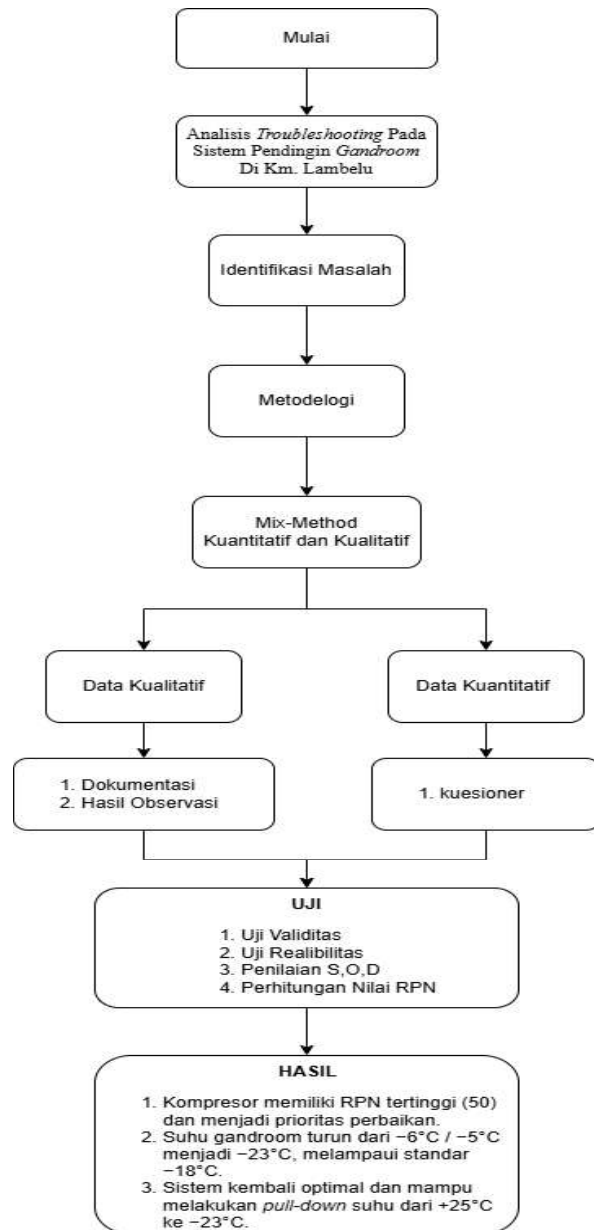 Mulai
Analisis Troubleshooting Pada
Sistem Pendingin Gandroom
Di Km. Lambelu
Identifikasi Masalah
Metodelogi
Mix-Method
Kuantitatif dan Kualitatif
Data Kualitatif
Data Kuantitatif
1. Dokumentasi
2. Hasil Observasi
1. kuesioner
UJI
1. Uji Validitas
2. Uji Realibilitas
3. Penilaian S,O,D
4. Perhitungan Nilai RPN
HASIL
1. Kompresor memiliki RPN tertinggi (50)
dan menjadi prioritas perbaikan.
2. Suhu gandroom turun dari −6°C / −5°C
menjadi −23°C, melampaui standar
−18°C.
3. Sistem kembali optimal dan mampu
melakukan pull-down suhu dari +25°C
ke −23°C.